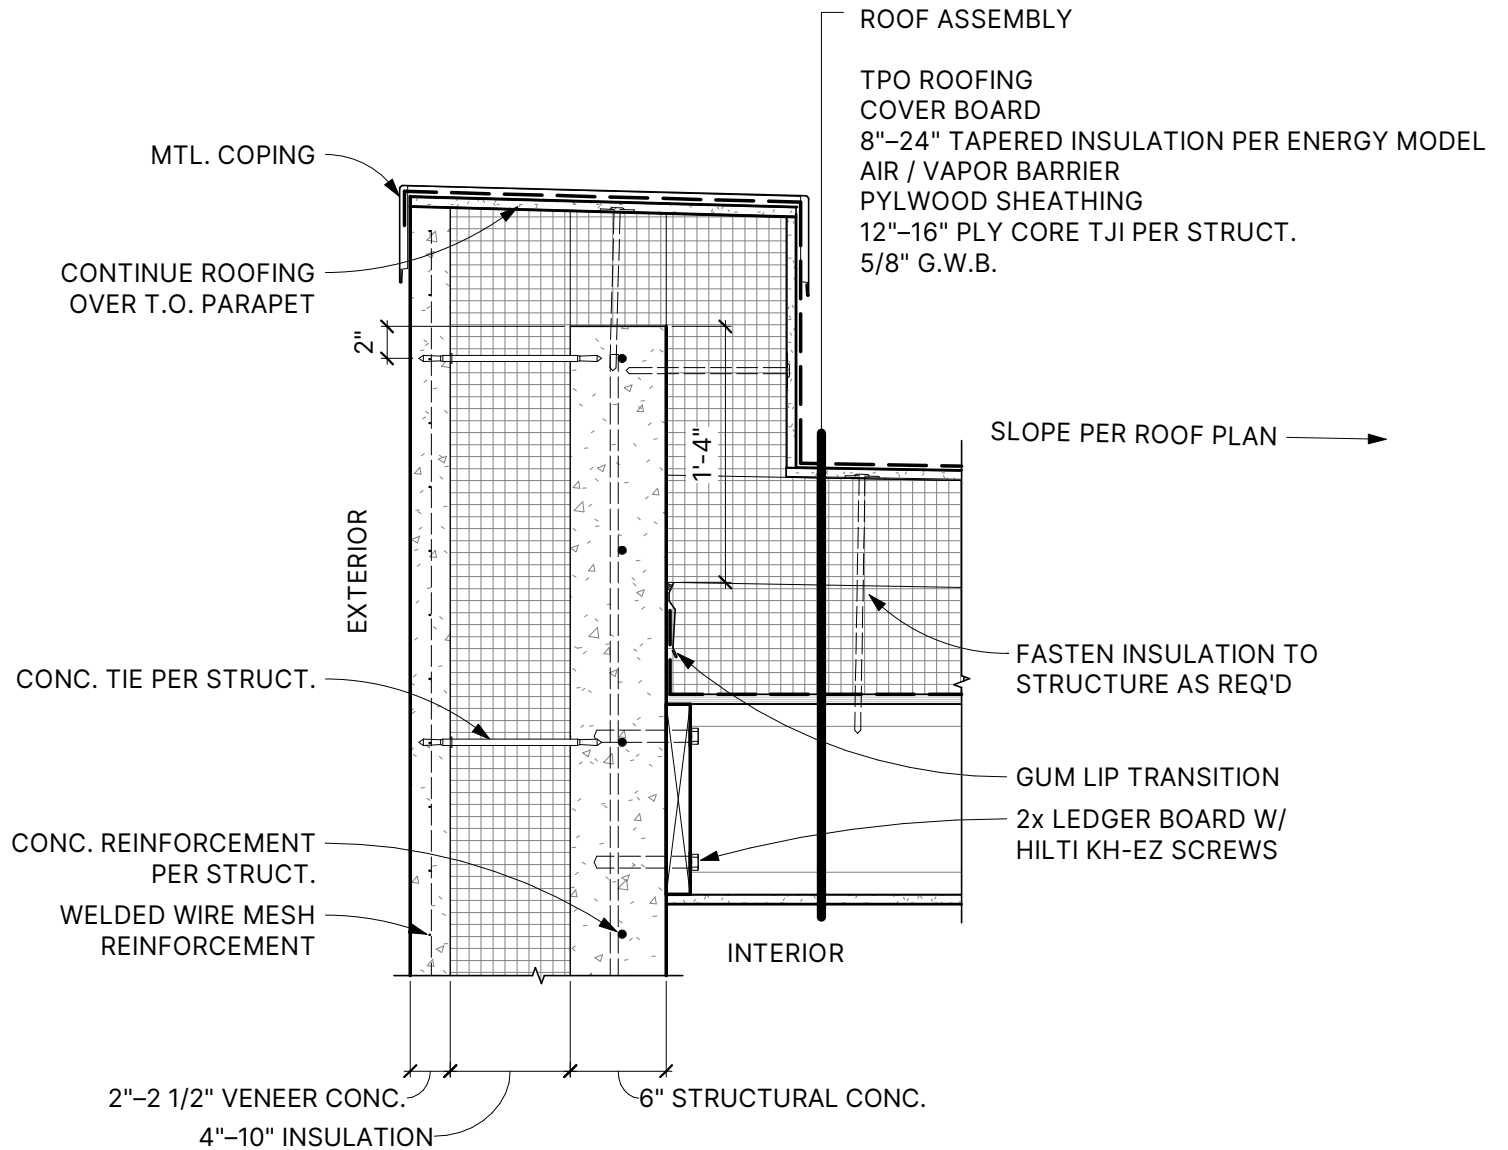 ROOF ASSEMBLY
TPO ROOFING
COVER BOARD
8"–24" TAPERED INSULATION PER ENERGY MODEL
AIR / VAPOR BARRIER
PYLWOOD SHEATHING
12"–16" PLY CORE TJI PER STRUCT.
5/8" G.W.B.
MTL. COPING
CONTINUE ROOFING
OVER T.O. PARAPET
2"
1'-4"
SLOPE PER ROOF PLAN
EXTERIOR
CONC. TIE PER STRUCT.
FASTEN INSULATION TO
STRUCTURE AS REQ'D
GUM LIP TRANSITION
2x LEDGER BOARD W/
HILTI KH-EZ SCREWS
CONC. REINFORCEMENT
PER STRUCT.
WELDED WIRE MESH
REINFORCEMENT
INTERIOR
2"–2 1/2" VENEER CONC.
6" STRUCTURAL CONC.
4"–10" INSULATION